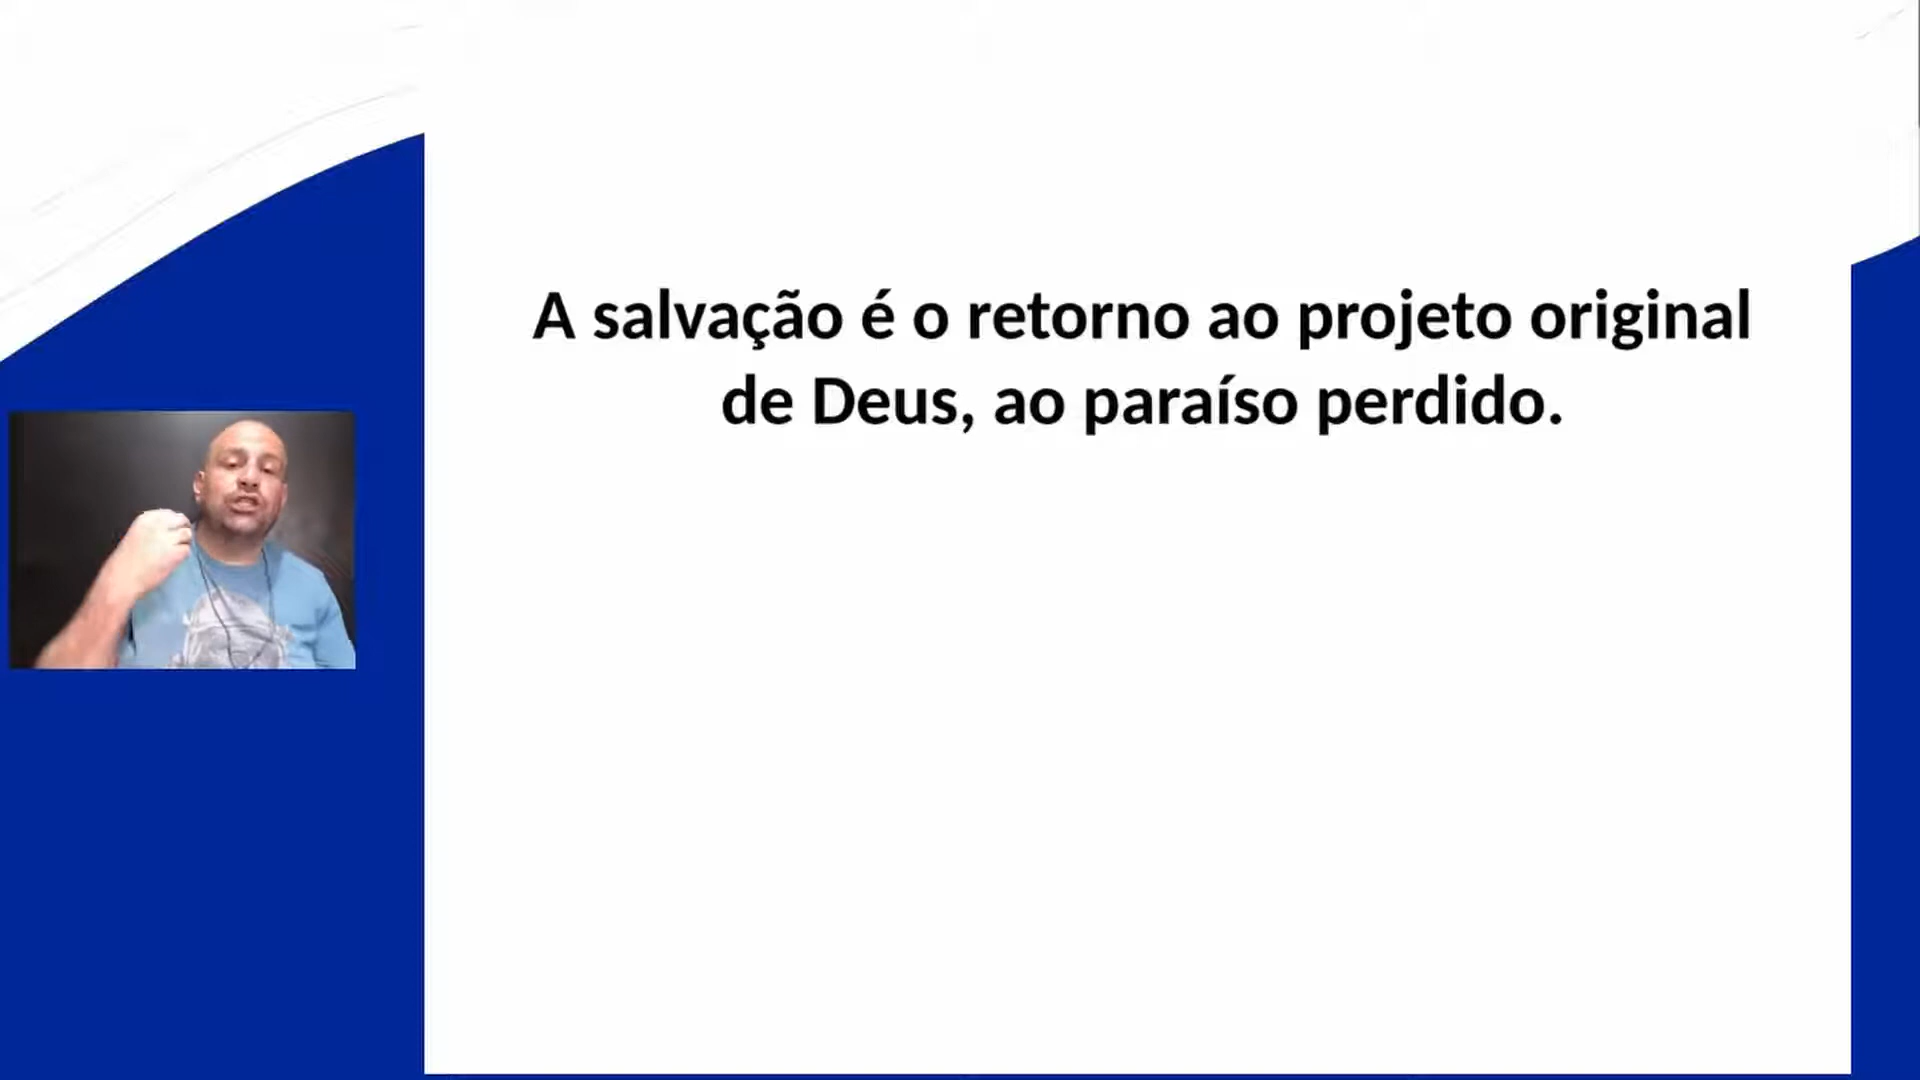 A salvação é o retorno ao projeto original
de Deus, ao paraíso perdido.